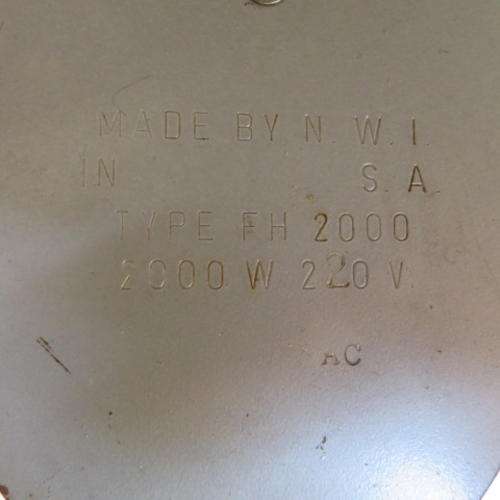 MADE BY N. W. I.
IN S. A.
TYPE FH 2000
2000 W 220 V
AC